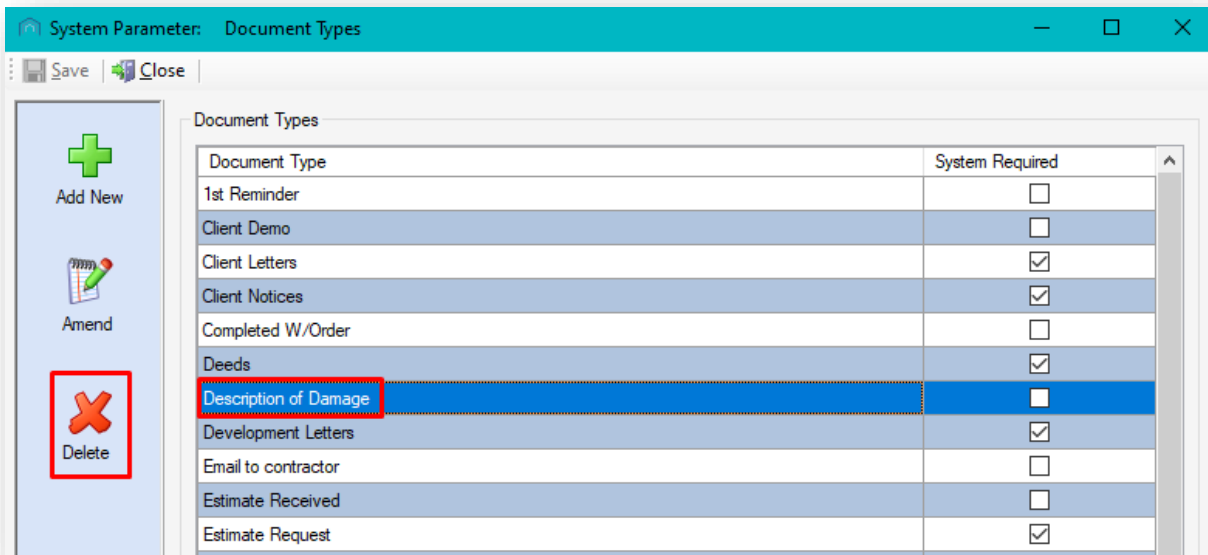 System Parameter: Document Types
Save Close
Add New
Amend
Delete
Document Types
Document Type System Required
1st Reminder
Client Demo
Client Letters
Client Notices
Completed W/Order
Deeds
Description of Damage
Development Letters
Email to contractor
Estimate Received
Estimate Request